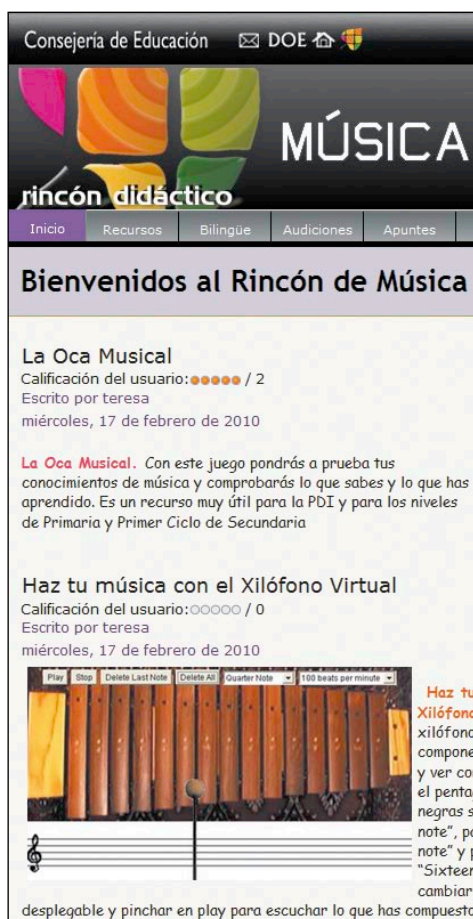 Consejería de Educación DOE
MÚSICA
rincón didáctico
Inicio Recursos Bilingüe Audiciones Apuntes
Bienvenidos al Rincón de Música
La Oca Musical
Calificación del usuario: / 2
Escrito por teresa
miércoles, 17 de febrero de 2010
La Oca Musical. Con este juego pondrás a prueba tus
conocimientos de música y comprobarás lo que sabes y lo que has
aprendido. Es un recurso muy útil para la PDI y para los niveles
de Primaria y Primer Ciclo de Secundaria
Haz tu música con el Xilófono Virtual
Calificación del usuario: / 0
Escrito por teresa
miércoles, 17 de febrero de 2010
Play Stop Delete Last Note Delete All Quarter Note 100 beats per minute
Haz tu
Xilófono
xilófono
compone
y ver co
el penta
negras s
note", pa
note" y p
"Sixteen
cambiar
desplegable y pinchar en play para escuchar lo que has compuesto